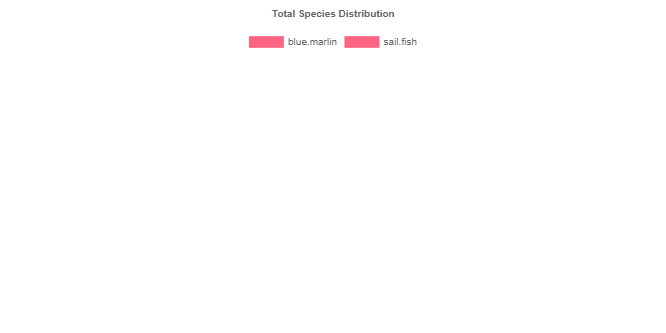 Total Species Distribution
blue.marlin sail.fish